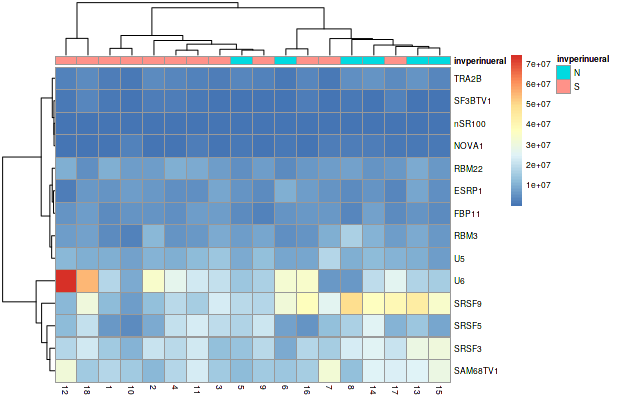 invperinueral
TRA2B
SF3BTV1
nSR100
NOVA1
RBM22
ESRP1
FBP11
RBM3
U5
U6
SRSF9
SRSF5
SRSF3
SAM68TV1
12 18 1 10 2 4 11 3 5 9 6 16 7 8 14 17 13 15
7e+07
6e+07
5e+07
4e+07
3e+07
2e+07
1e+07
invperinueral
N
S